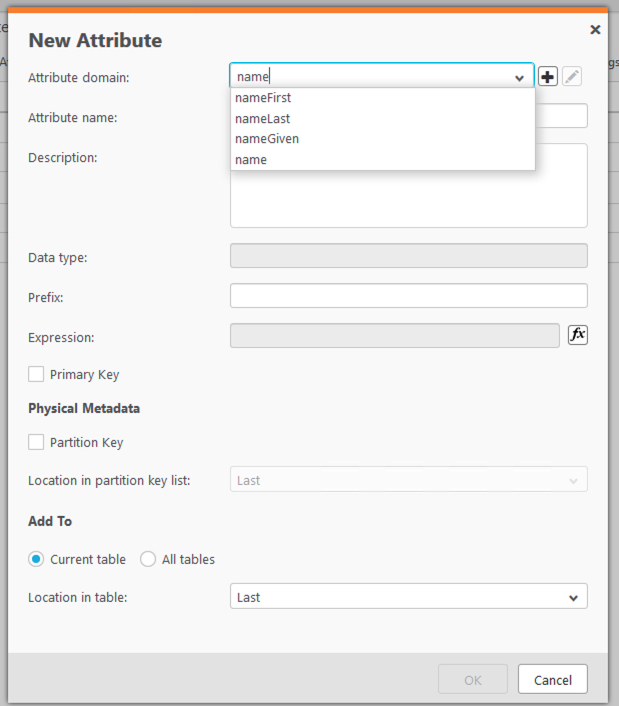 New Attribute
Attribute domain:
name
nameFirst
nameLast
nameGiven
name
Attribute name:
Description:
Data type:
Prefix:
Expression:
fx
Primary Key
Physical Metadata
Partition Key
Location in partition key list:
Last
Add To
Current table
All tables
Location in table:
Last
OK
Cancel